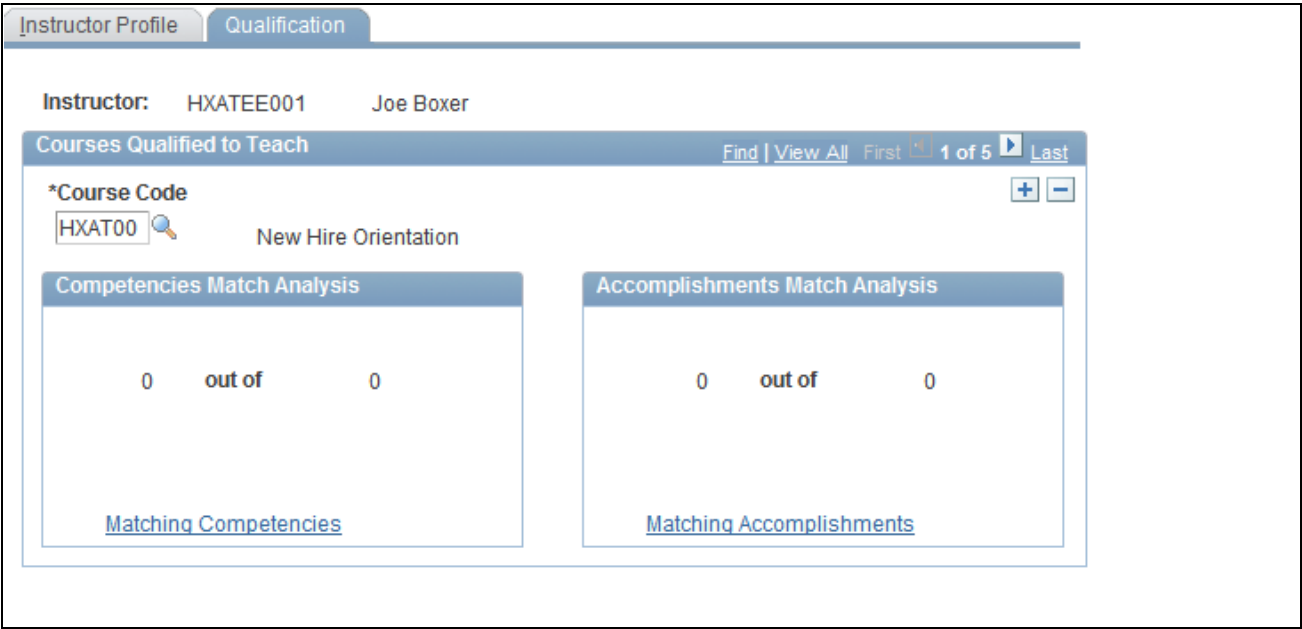 Instructor Profile Qualification
Instructor: HXATEE001 Joe Boxer
Courses Qualified to Teach Find | View All First 1 of 5 Last
*Course Code
HXAT00 New Hire Orientation
Competencies Match Analysis Accomplishments Match Analysis
0 out of 0 0 out of 0
Matching Competencies Matching Accomplishments